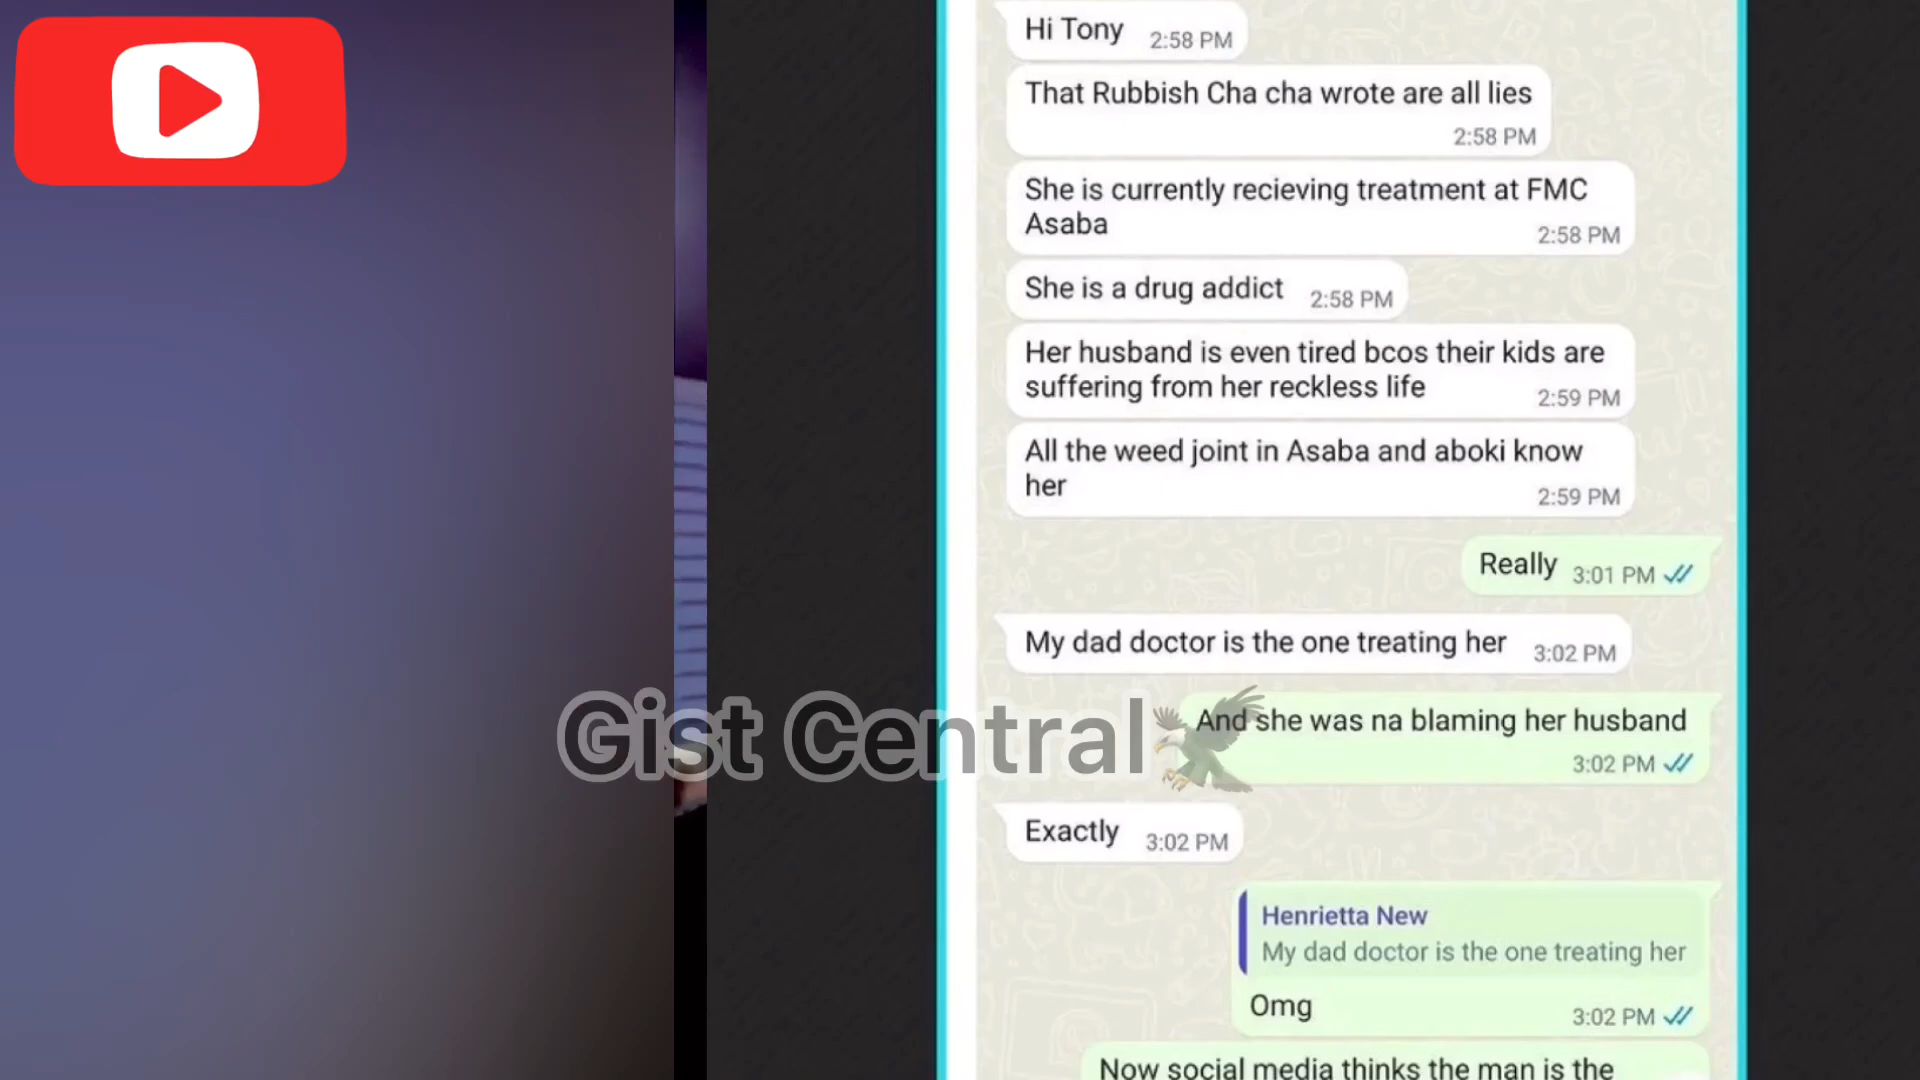 Hi Tony 2:58 PM
That Rubbish Cha cha wrote are all lies
2:58 PM
She is currently recieving treatment at FMC
Asaba 2:58 PM
She is a drug addict 2:58 PM
Her husband is even tired bcos their kids are
suffering from her reckless life 2:59 PM
All the weed joint in Asaba and aboki know
her 2:59 PM
Really 3:01 PM
My dad doctor is the one treating her 3:02 PM
Gist Central
And she was na blaming her husband
3:02 PM
Exactly 3:02 PM
Henrietta New
My dad doctor is the one treating her
Omg 3:02 PM
Now social media thinks the man is the